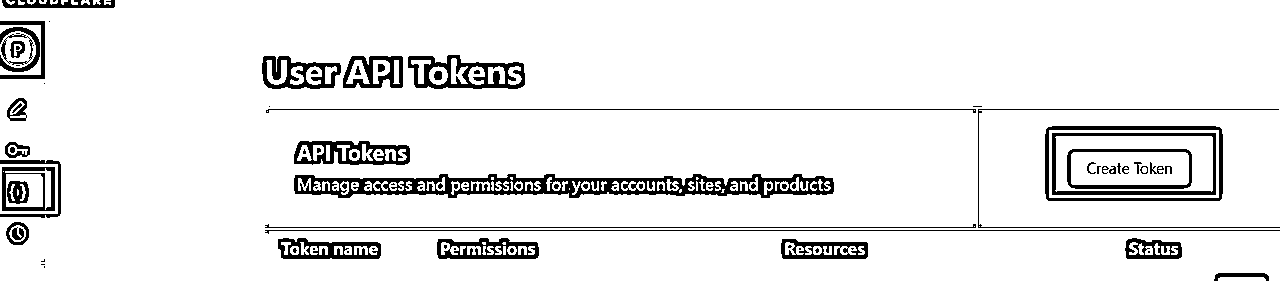 CLOUDFLARE
User API Tokens
API Tokens
Manage access and permissions for your accounts, sites, and products
Create Token
Token name Permissions Resources Status